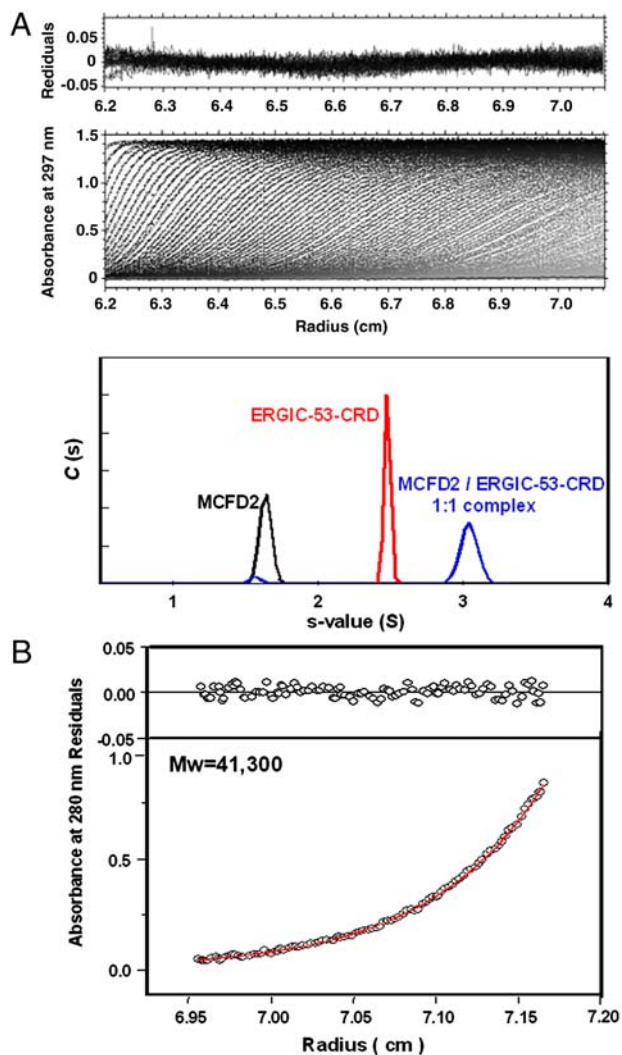 A
Rediduals
0.05
0
-0.05
6.2 6.3 6.4 6.5 6.6 6.7 6.8 6.9 7.0
Absorbance at 297 nm
1.5
1.0
0.5
0
6.2 6.3 6.4 6.5 6.6 6.7 6.8 6.9 7.0
Radius (cm)
C (s)
ERGIC-53-CRD
MCFD2
MCFD2 / ERGIC-53-CRD
1:1 complex
1 2 3 4
s-value (S)
B
Absorbance at 280 nm Residuals
0.05
0.00
-0.05
1.0
Mw=41,300
0.5
0.0
6.95 7.00 7.05 7.10 7.15 7.20
Radius ( cm )